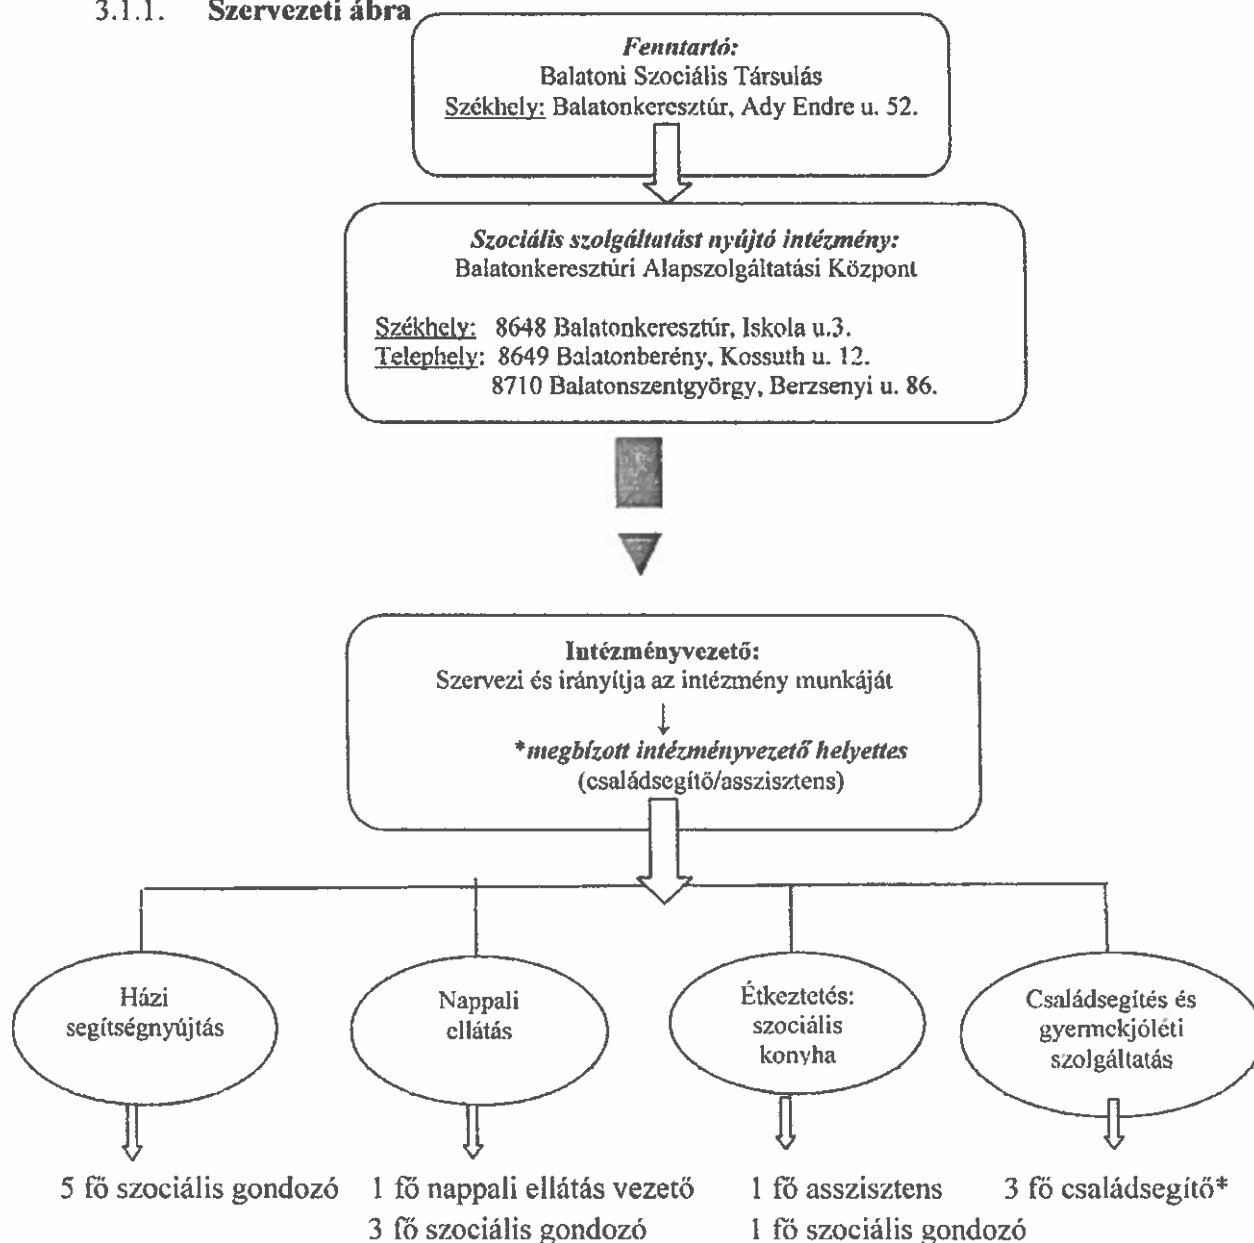 3.1.1. Szervezeti ábra
Fenntartó:
Balatoni Szociális Társulás
Székhely: Balatonkeresztúr, Ady Endre u. 52.
Szociális szolgáltatást nyújtó intézmény:
Balatonkeresztúri Alapszolgáltatási Központ
Székhely: 8648 Balatonkeresztúr, Iskola u.3.
Telephely: 8649 Balatonberény, Kossuth u. 12.
8710 Balatonszentgyörgy, Berzsenyi u. 86.
Intézményvezető:
Szervezi és irányítja az intézmény munkáját
*megbízott intézményvezető helyettes
(családsegítő/asszisztens)
Házi
segítségnyújtás
Nappali
ellátás
Étkeztetés:
szociális
konyha
Családsegítés és
gyermekjóléti
szolgáltatás
5 fő szociális gondozó
1 fő nappali ellátás vezető
3 fő szociális gondozó
1 fő asszisztens
1 fő szociális gondozó
3 fő családsegítő*